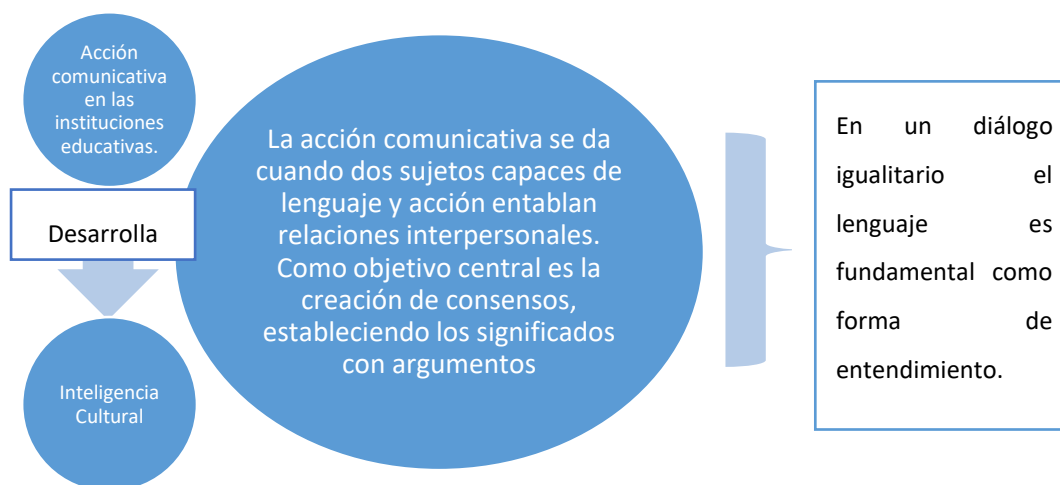 Acción
comunicativa
en las
instituciones
educativas.
Desarrolla
Inteligencia
Cultural
La acción comunicativa se da
cuando dos sujetos capaces de
lenguaje y acción entablan
relaciones interpersonales.
Como objetivo central es la
creación de consensos,
estableciendo los significados
con argumentos
En un diálogo
igualitario el
lenguaje es
fundamental como
forma de
entendimiento.